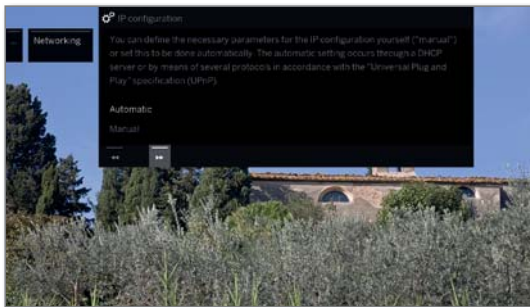 IP configuration
Networking
You can define the necessary parameters for the IP configuration yourself ("manual")
or set this to be done automatically. The automatic setting occurs through a DHCP
server or by means of several protocols in accordance with the "Universal Plug and
Play" specification (UPnP).
Automatic
Manual